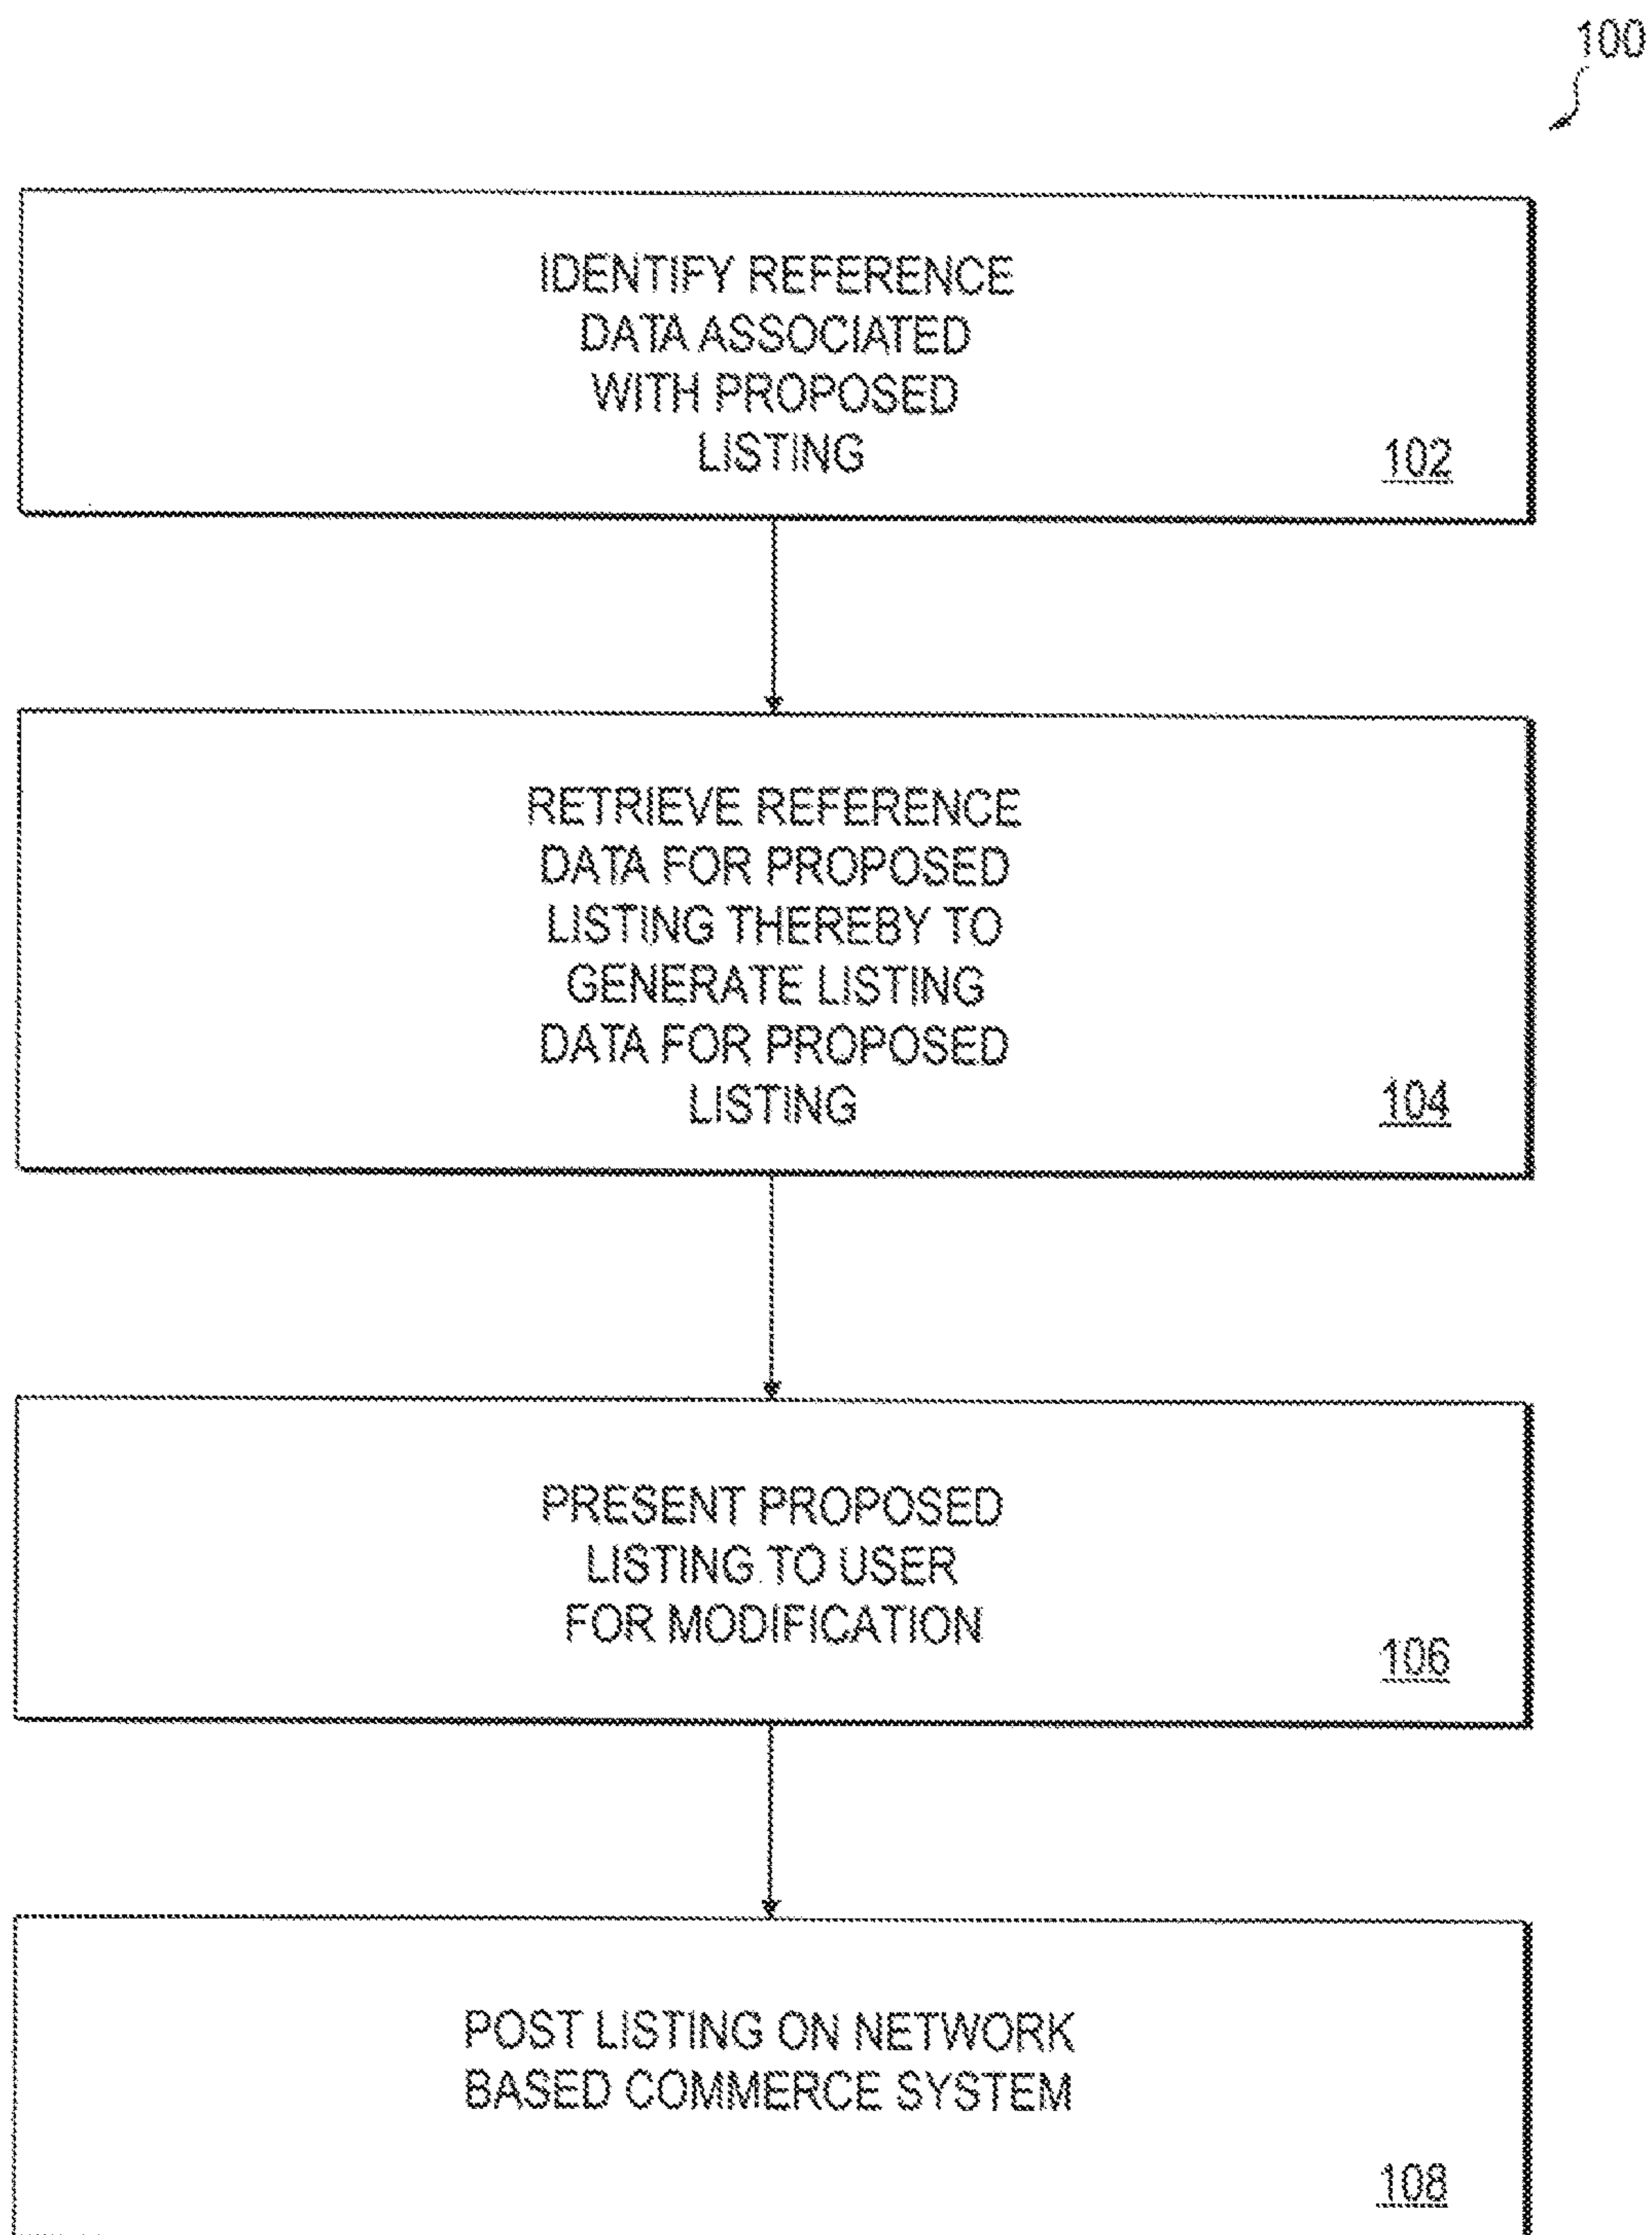 100
IDENTIFY REFERENCE
DATA ASSOCIATED
WITH PROPOSED
LISTING
102
RETRIEVE REFERENCE
DATA FOR PROPOSED
LISTING THEREBY TO
GENERATE LISTING
DATA FOR PROPOSED
LISTING
104
PRESENT PROPOSED
LISTING TO USER
FOR MODIFICATION
106
POST LISTING ON NETWORK
BASED COMMERCE SYSTEM
108